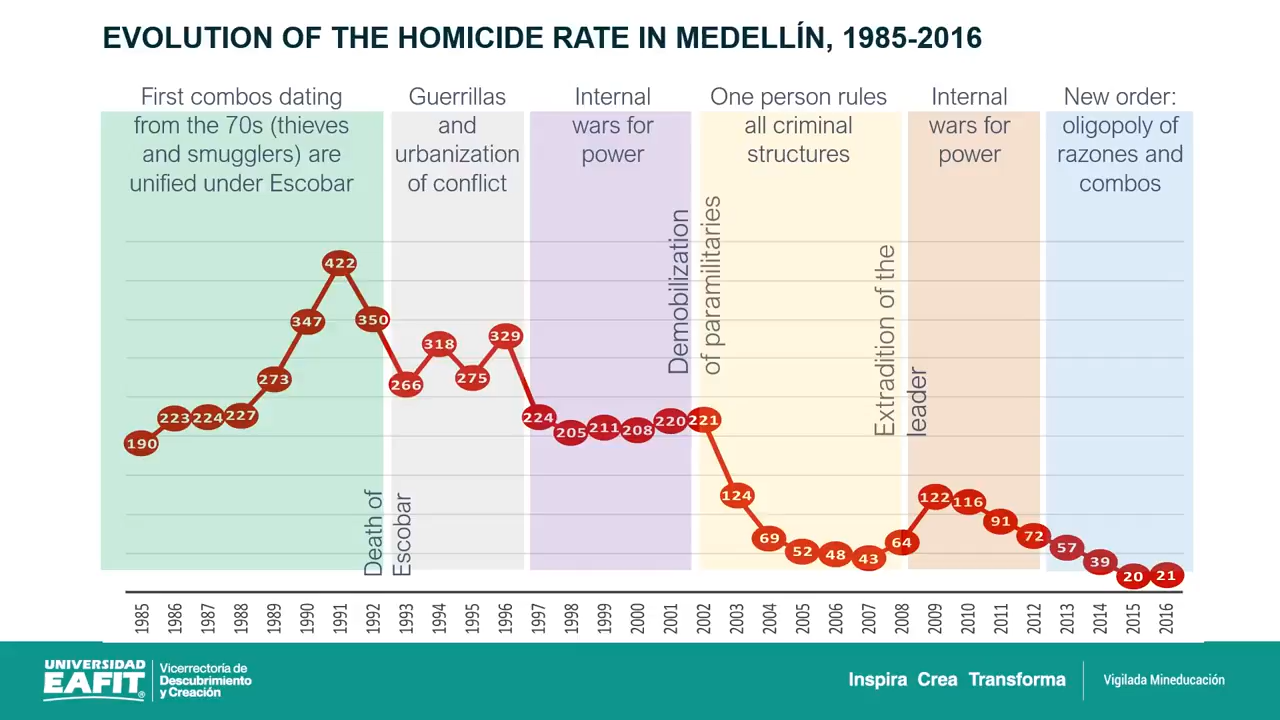 EVOLUTION OF THE HOMICIDE RATE IN MEDELLÍN, 1985-2016
First combos dating
from the 70s (thieves
and smugglers) are
unified under Escobar
Guerrillas
and
urbanization
of conflict
Internal
wars for
power
One person rules
all criminal
structures
Internal
wars for
power
New order:
oligopoly of
razones and
combos
Death of
Escobar
Demobilization
of paramilitaries
Extradition of the
leader
190
223
224
227
273
347
422
350
266
318
275
329
224
205
211
208
220
221
124
69
52
48
43
64
122
116
91
72
57
39
20
21
1985
1986
1987
1988
1989
1990
1991
1992
1993
1994
1995
1996
1997
1998
1999
2000
2001
2002
2003
2004
2005
2006
2007
2008
2009
2010
2011
2012
2013
2014
2015
2016
UNIVERSIDAD
EAFIT®
Vicerrectoría de
Descubrimiento
y Creación
Inspira Crea Transforma
Vigilada Mineducación